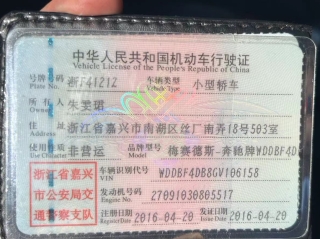 中华人民共和国机动车行驶证
Vehicle License of the People's Republic of China
号牌号码 浙F41212 车辆类型 小型轿车
Plate No. Vehicle Type
所有人 朱美珺
Owner
住址 浙江省嘉兴市南湖区丝厂南弄18号503室
Address
使用性质 非营运 品牌型号 梅赛德斯-奔驰牌WDDBF4D
Use Character
浙江省嘉兴市公安局交通警察支队
车辆识别代号 WDDBF4DB8GV106158
VIN
发动机号码 27091030805517
Engine No.
注册日期 2016-04-20 发证日期 2016-04-20
Register Date Issue Date